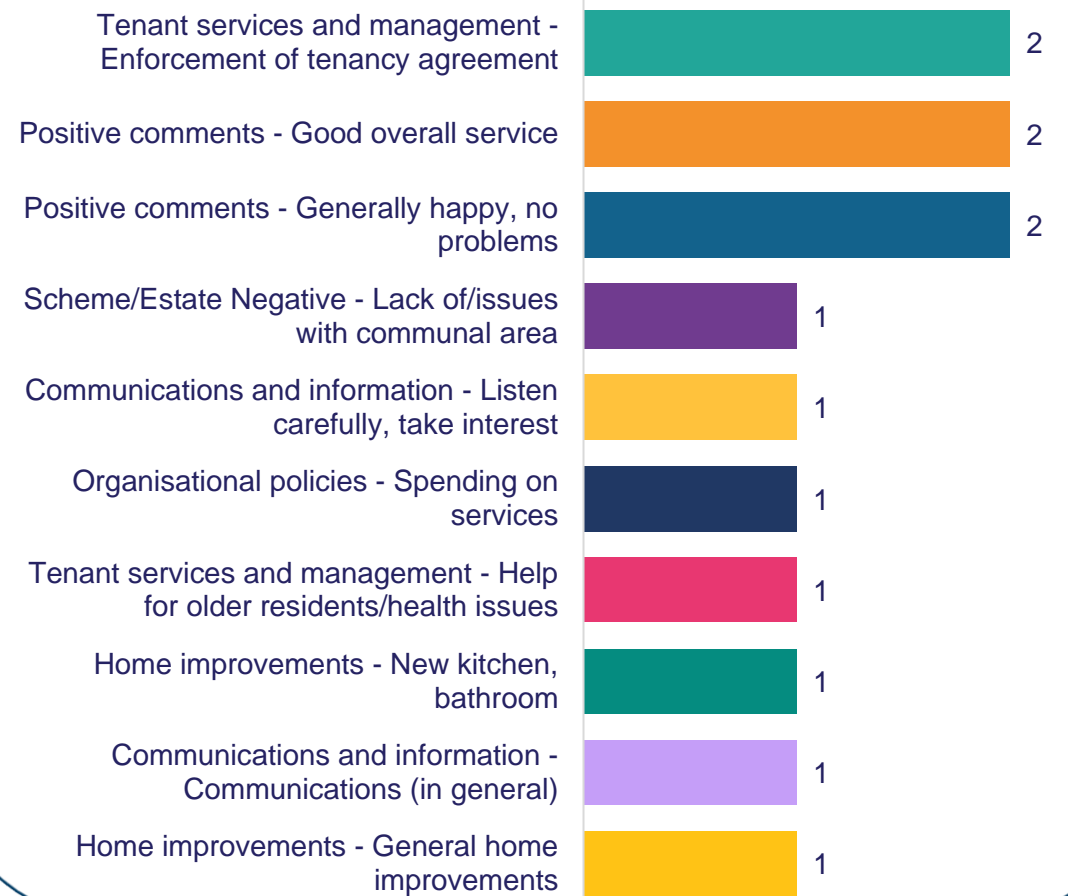 Tenant services and management -
Enforcement of tenancy agreement
2
Positive comments - Good overall service
2
Positive comments - Generally happy, no
problems
2
Scheme/Estate Negative - Lack of/issues
with communal area
1
Communications and information - Listen
carefully, take interest
1
Organisational policies - Spending on
services
1
Tenant services and management - Help
for older residents/health issues
1
Home improvements - New kitchen,
bathroom
1
Communications and information -
Communications (in general)
1
Home improvements - General home
improvements
1